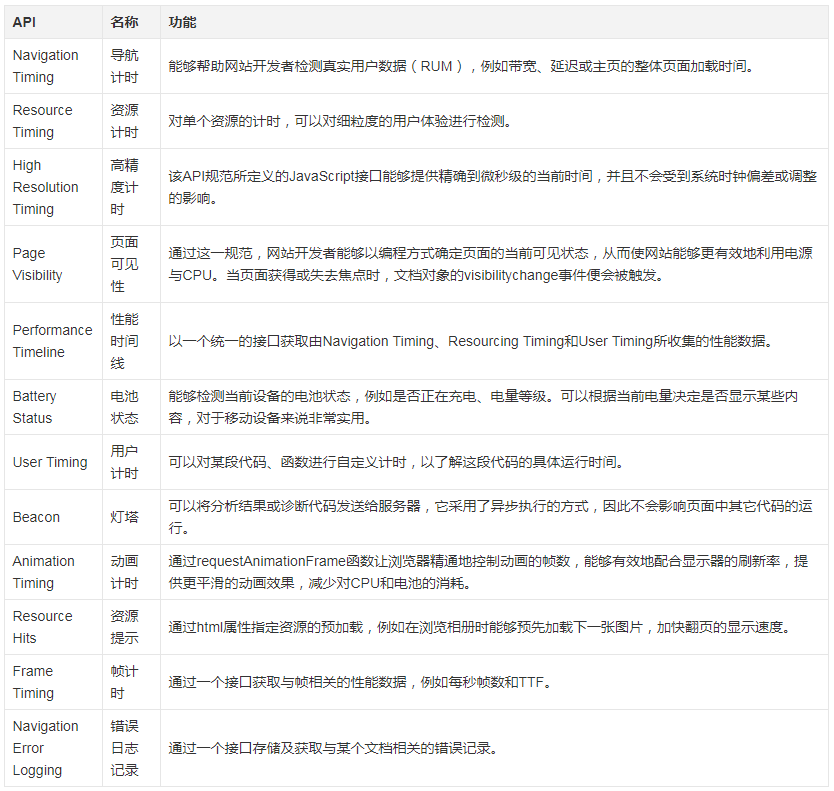 API 名称 功能
Navigation Timing 导航计时 能够帮助网站开发者检测真实用户数据（RUM），例如带宽、延迟或主页的整体页面加载时间。
Resource Timing 资源计时 对单个资源的计时，可以对细粒度的用户体验进行检测。
High Resolution Timing 高精度计时 该API规范所定义的JavaScript接口能够提供精确到微秒级的当前时间，并且不会受到系统时钟偏差或调整的影响。
Page Visibility 页面可见性 通过这一规范，网站开发者能够以编程方式确定页面的当前可见状态，从而使网站能够更有效地利用电源与CPU。当页面获得或失去焦点时，文档对象的visibilitychange事件便会被触发。
Performance Timeline 性能时间线 以一个统一的接口获取由Navigation Timing、Resourcing Timing和User Timing所收集的性能数据。
Battery Status 电池状态 能够检测当前设备的电池状态，例如是否正在充电、电量等级。可以根据当前电量决定是否显示某些内容，对于移动设备来说非常实用。
User Timing 用户计时 可以对某段代码、函数进行自定义计时，以了解这段代码的具体运行时间。
Beacon 灯塔 可以将分析结果或诊断代码发送给服务器，它采用了异步执行的方式，因此不会影响页面中其它代码的运行。
Animation Timing 动画计时 通过requestAnimationFrame函数让浏览器精通地控制动画的帧数，能够有效地配合显示器的刷新率，提供更平滑的动画效果，减少对CPU和电池的消耗。
Resource Hits 资源提示 通过html属性指定资源的预加载，例如在浏览相册时能够预先加载下一张图片，加快翻页的显示速度。
Frame Timing 帧计时 通过一个接口获取与帧相关的性能数据，例如每秒帧数和TTF。
Navigation Error Logging 错误日志记录 通过一个接口存储及获取与某个文档相关的错误记录。